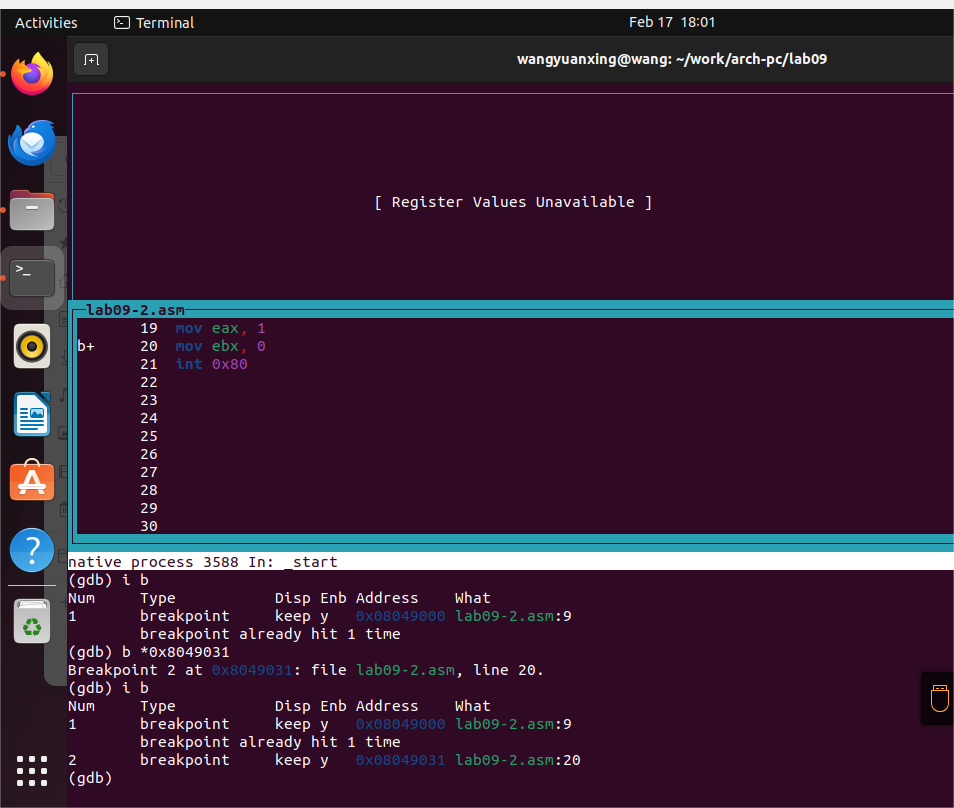 Activities Terminal Feb 17 18:01
wangyuanxing@wang: ~/work/arch-pc/lab09
[ Register Values Unavailable ]
lab09-2.asm
19 mov eax, 1
b+ 20 mov ebx, 0
21 int 0x80
22
23
24
25
26
27
28
29
30
native process 3588 In: _start
(gdb) i b
Num Type Disp Enb Address What
1 breakpoint keep y 0x08049000 lab09-2.asm:9
breakpoint already hit 1 time
(gdb) b *0x8049031
Breakpoint 2 at 0x8049031: file lab09-2.asm, line 20.
(gdb) i b
Num Type Disp Enb Address What
1 breakpoint keep y 0x08049000 lab09-2.asm:9
breakpoint already hit 1 time
2 breakpoint keep y 0x08049031 lab09-2.asm:20
(gdb)